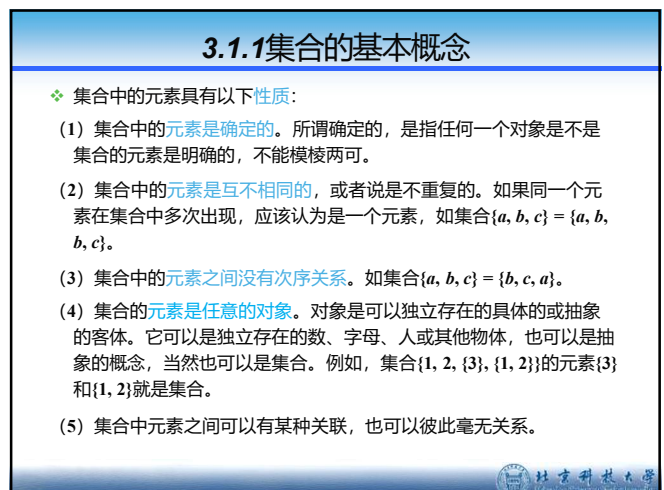 3.1.1集合的基本概念
集合中的元素具有以下性质：
（1）集合中的元素是确定的。所谓确定的，是指任何一个对象是不是
集合的元素是明确的，不能模棱两可。
（2）集合中的元素是互不相同的，或者说是不重复的。如果同一个元
素在集合中多次出现，应该认为是一个元素，如集合{a, b, c} = {a, b,
b, c}。
（3）集合中的元素之间没有次序关系。如集合{a, b, c} = {b, c, a}。
（4）集合的元素是任意的对象。对象是可以独立存在的具体的或抽象
的客体。它可以是独立存在的数、字母、人或其他物体，也可以是抽
象的概念，当然也可以是集合。例如，集合{1, 2, {3}, {1, 2}}的元素{3}
和{1, 2}就是集合。
（5）集合中元素之间可以有某种关联，也可以彼此毫无关系。
北京科技大学